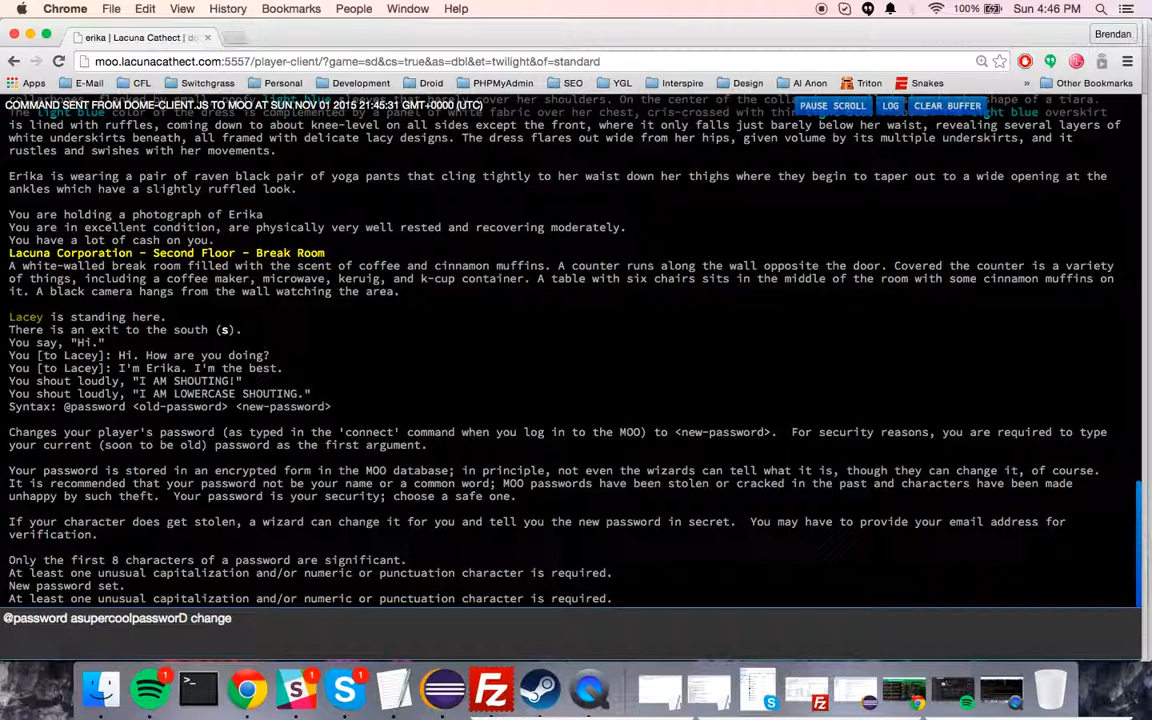 Chrome File Edit View History Bookmarks People Window Help 100% Sun 4:46 PM
erika | Lacuna Cathect / do: Brendan
moo.lacunacathect.com:5557/player-client/?game=sd&cs=true&as=dbl&et=twilight&of=standard
Apps E-Mail CFL Switchgrass Personal Development Droid PHPMyAdmin SEO YGL Interspire Design AI Anon Triton Snakes » Other Bookmarks
COMMAND SENT FROM DOME-CLIENT.JS TO MOO AT SUN NOV 01 2015 21:45:31 GMT-0000 (UTC) over her shoulders. On the center of the PAUSE SCROLL LOG CLEAR BUFFER shape of a tiara.
The light blue color of the dress is complemented by a panel of white fabric over her chest, cris-crossed with light blue overskirt
is lined with ruffles, coming down to about knee-level on all sides except the front, where it only falls just barely below her waist, revealing several layers of
white underskirts beneath, all framed with delicate lacy designs. The dress flares out wide from her hips, given volume by its multiple underskirts, and it
rustles and swishes with her movements.
Erika is wearing a pair of raven black pair of yoga pants that cling tightly to her waist down her thighs where they begin to taper out to a wide opening at the
ankles which have a slightly ruffled look.
You are holding a photograph of Erika
You are in excellent condition, are physically very well rested and recovering moderately.
You have a lot of cash on you.
Lacuna Corporation - Second Floor - Break Room
A white-walled break room filled with the scent of coffee and cinnamon muffins. A counter runs along the wall opposite the door. Covered the counter is a variety
of things, including a coffee maker, microwave, keruig, and k-cup container. A table with six chairs sits in the middle of the room with some cinnamon muffins on
it. A black camera hangs from the wall watching the area.
Lacey is standing here.
There is an exit to the south (s).
You say, "Hi."
You [to Lacey]: Hi. How are you doing?
You [to Lacey]: I'm Erika. I'm the best.
You shout loudly, "I AM SHOUTING!"
You shout loudly, "I AM LOWERCASE SHOUTING."
Syntax: @password <old-password> <new-password>
Changes your player's password (as typed in the 'connect' command when you log in to the MOO) to <new-password>. For security reasons, you are required to type
your current (soon to be old) password as the first argument.
Your password is stored in an encrypted form in the MOO database; in principle, not even the wizards can tell what it is, though they can change it, of course.
It is recommended that your password not be your name or a common word; MOO passwords have been stolen or cracked in the past and characters have been made
unhappy by such theft. Your password is your security; choose a safe one.
If your character does get stolen, a wizard can change it for you and tell you the new password in secret. You may have to provide your email address for
verification.
Only the first 8 characters of a password are significant.
At least one unusual capitalization and/or numeric or punctuation character is required.
New password set.
At least one unusual capitalization and/or numeric or punctuation character is required.
@password asupercoolpassworD change
1 1 1